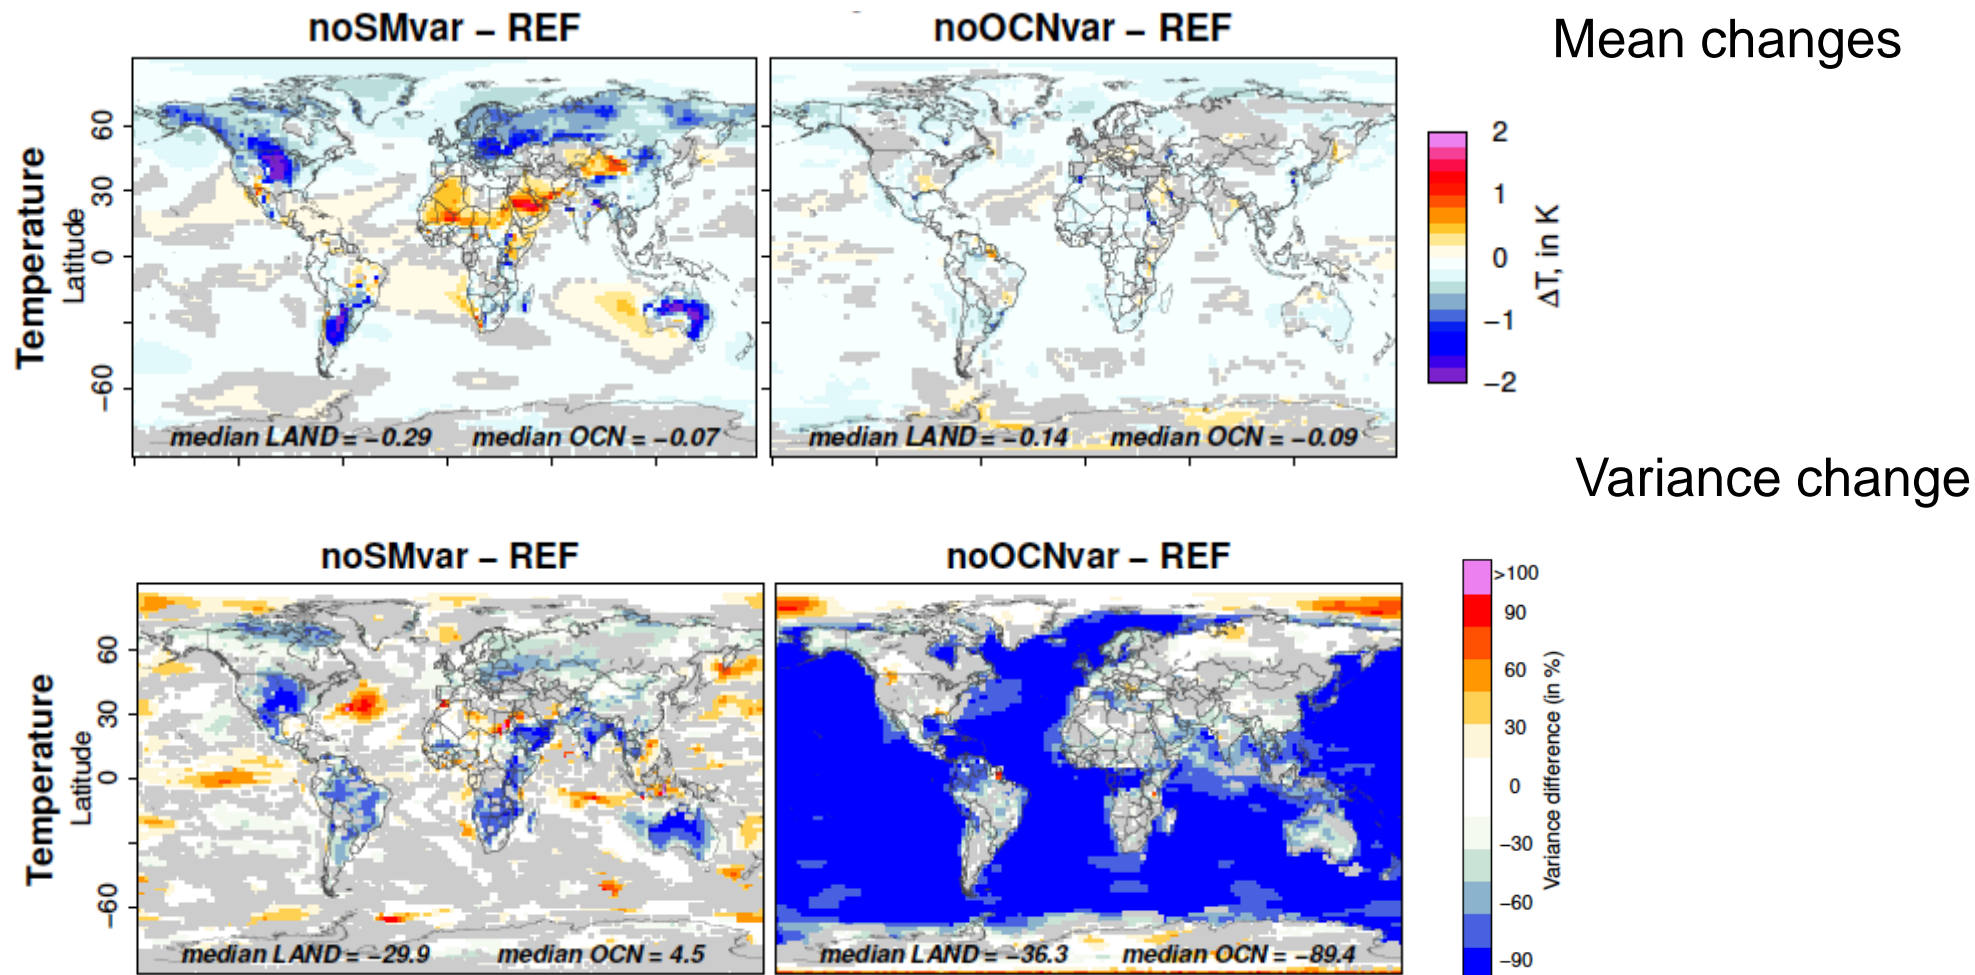 noSMvar – REF
noOCNvar – REF
Mean changes
Temperature
Latitude
60
30
0
−60
median LAND = −0.29
median OCN = −0.07
median LAND = −0.14
median OCN = −0.09
2
1
0
−1
−2
ΔT, in K
Variance change
noSMvar – REF
noOCNvar – REF
Temperature
Latitude
60
30
0
−60
median LAND = −29.9
median OCN = 4.5
median LAND = −36.3
median OCN = −89.4
>100
90
60
30
0
−30
−60
−90
Variance difference (in %)